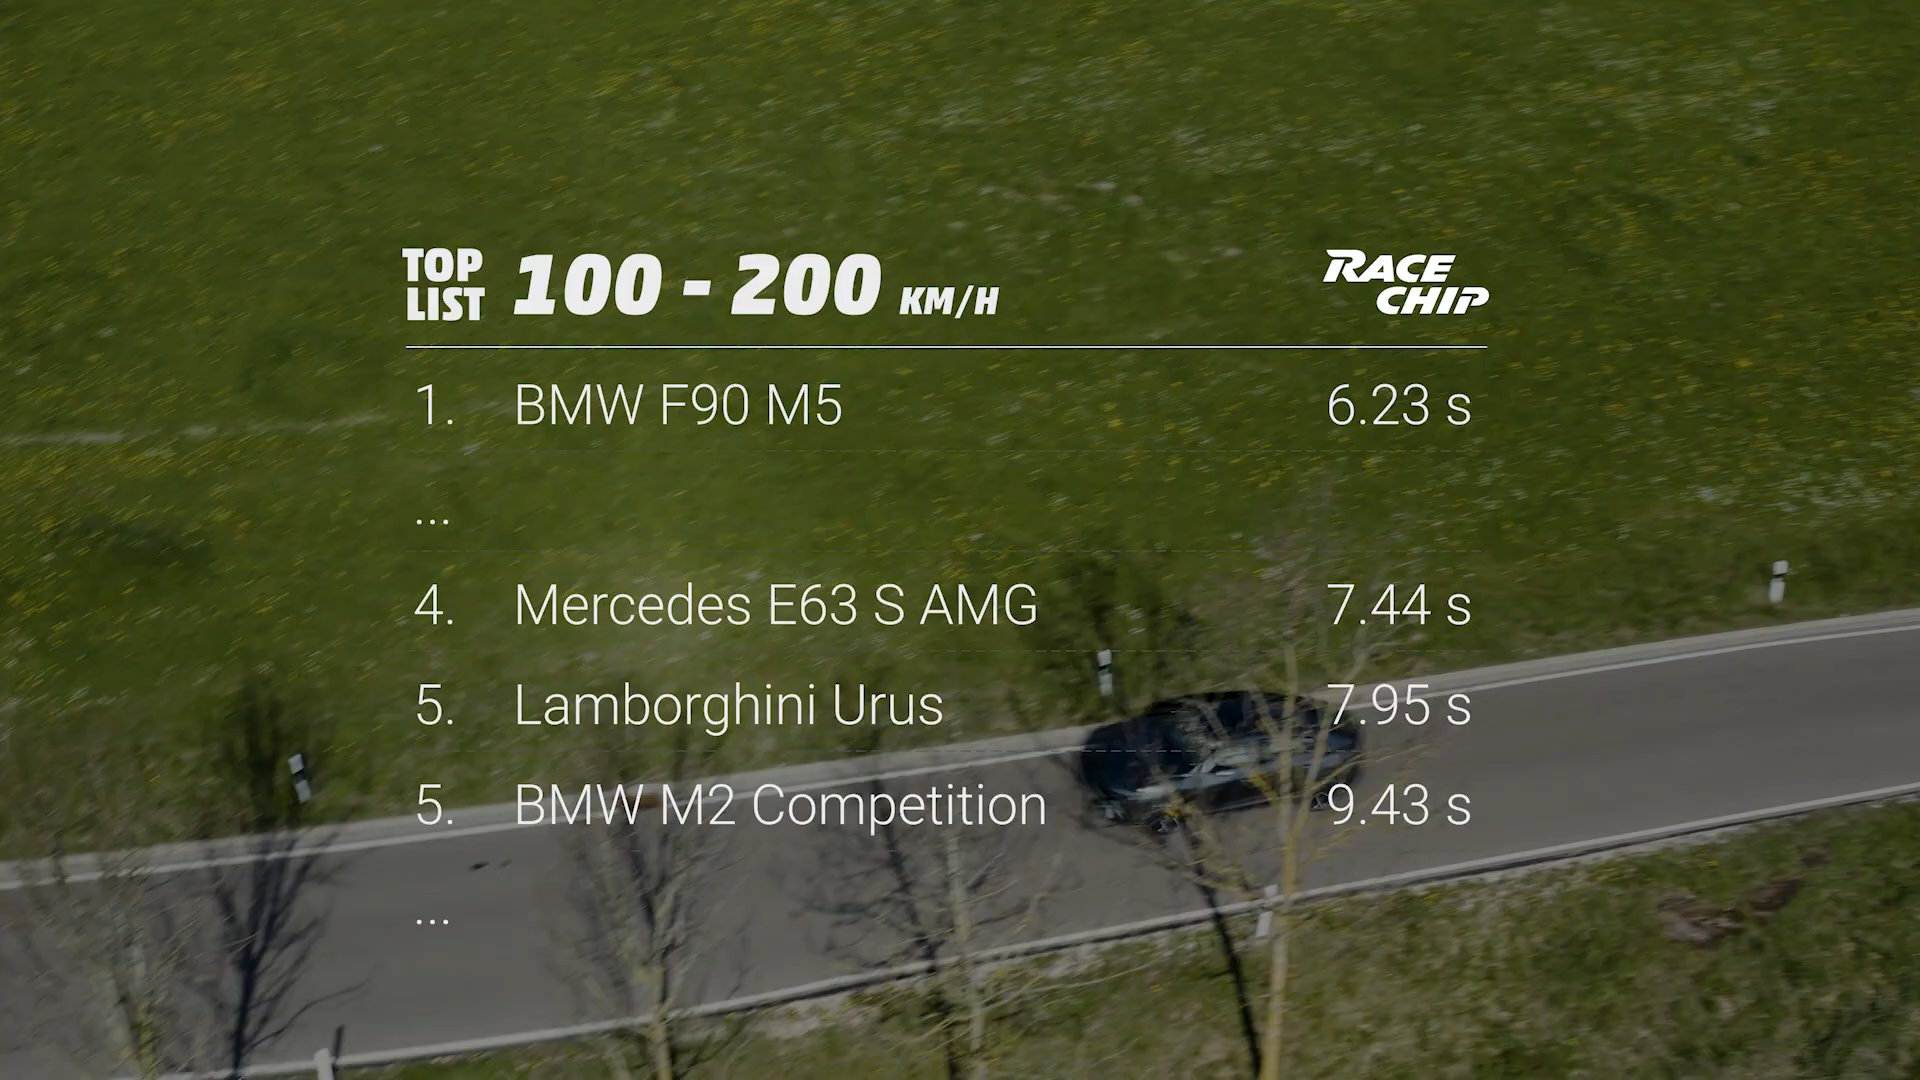 TOP LIST 100 - 200 KM/H RACE CHIP
1. BMW F90 M5 6.23 s
...
4. Mercedes E63 S AMG 7.44 s
5. Lamborghini Urus 7.95 s
5. BMW M2 Competition 9.43 s
...